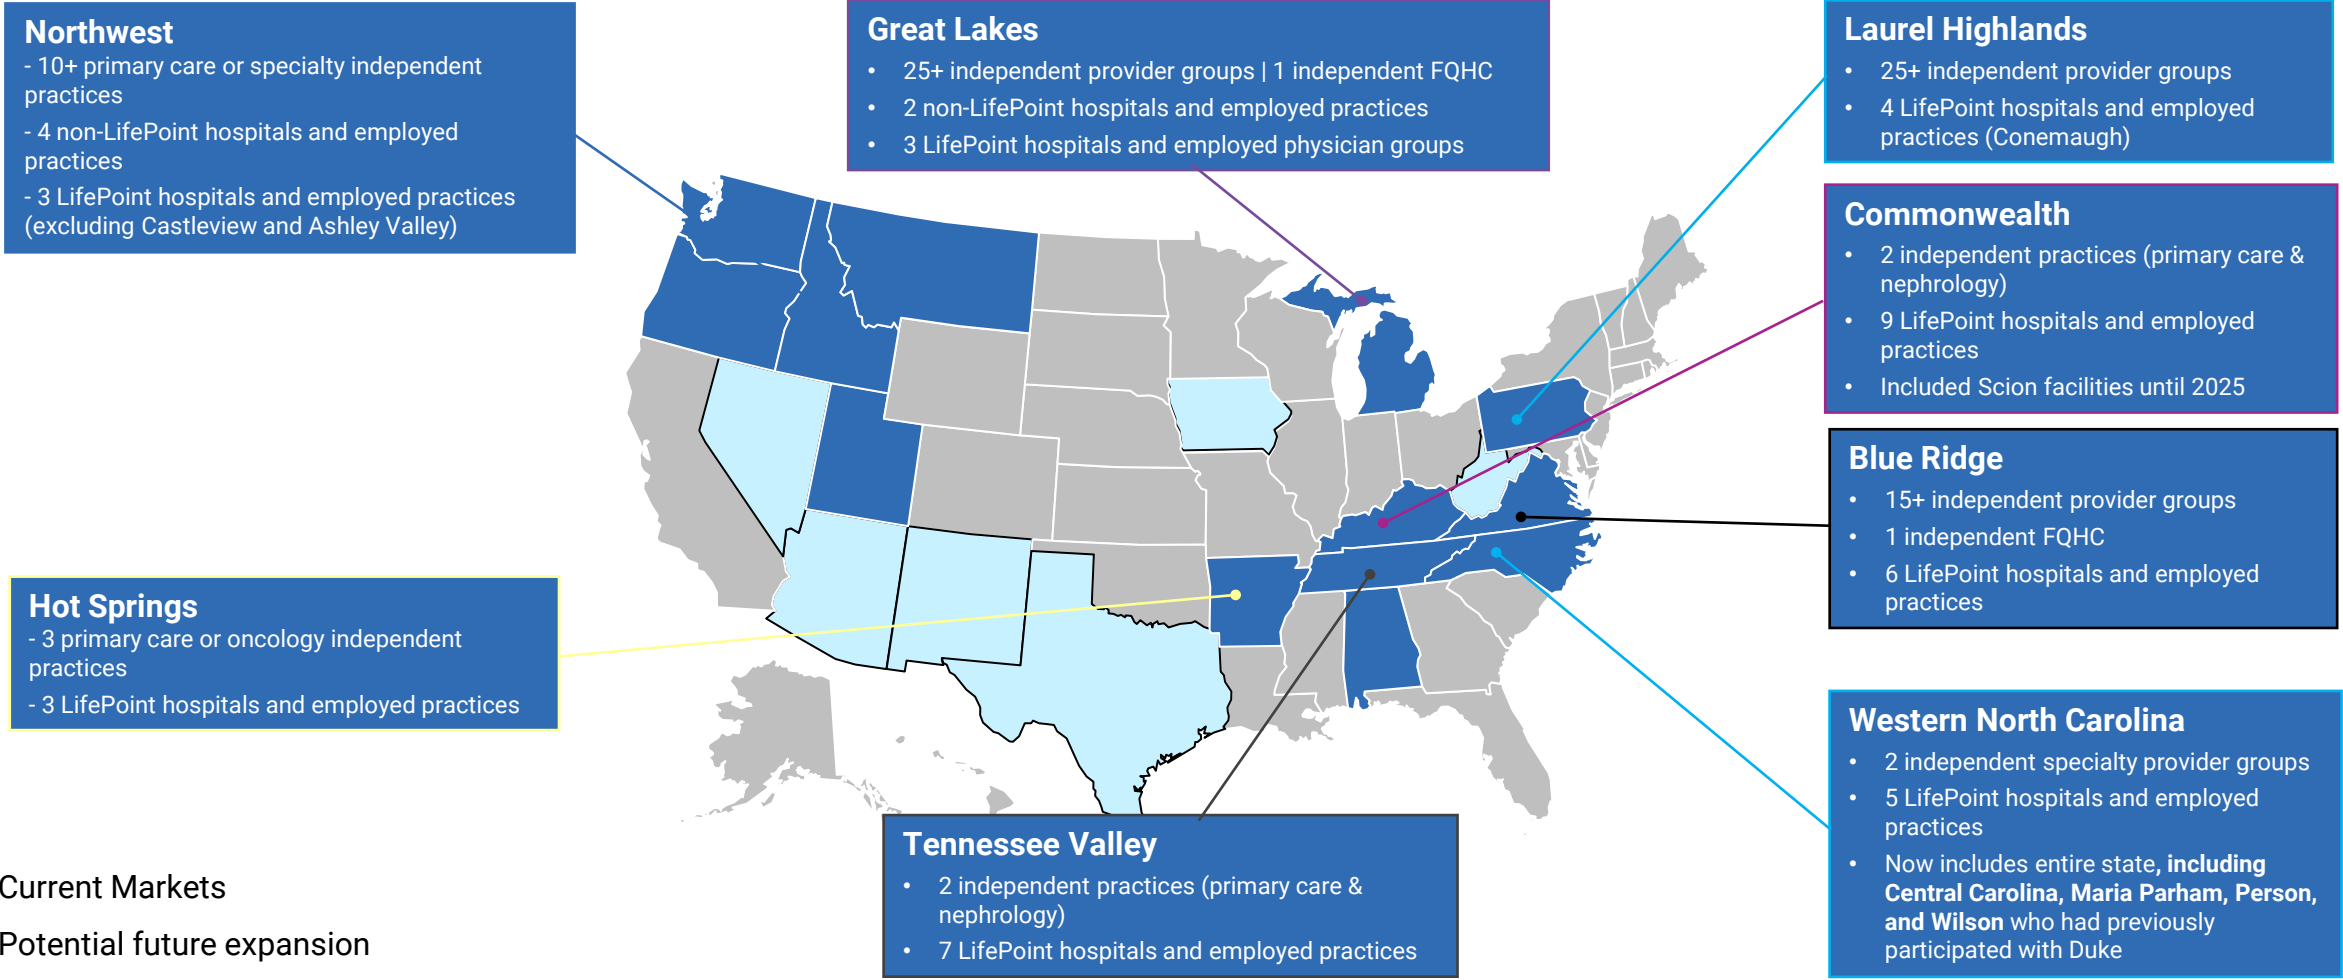 Northwest
- 10+ primary care or specialty independent
practices
- 4 non-LifePoint hospitals and employed
practices
- 3 LifePoint hospitals and employed practices
(excluding Castleview and Ashley Valley)
Great Lakes
• 25+ independent provider groups | 1 independent FQHC
• 2 non-LifePoint hospitals and employed practices
• 3 LifePoint hospitals and employed physician groups
Laurel Highlands
• 25+ independent provider groups
• 4 LifePoint hospitals and employed
practices (Conemaugh)
Commonwealth
• 2 independent practices (primary care &
nephrology)
• 9 LifePoint hospitals and employed
practices
• Included Scion facilities until 2025
Blue Ridge
• 15+ independent provider groups
• 1 independent FQHC
• 6 LifePoint hospitals and employed
practices
Hot Springs
- 3 primary care or oncology independent
practices
- 3 LifePoint hospitals and employed practices
Western North Carolina
• 2 independent specialty provider groups
• 5 LifePoint hospitals and employed
practices
• Now includes entire state, including
Central Carolina, Maria Parham, Person,
and Wilson who had previously
participated with Duke
Tennessee Valley
• 2 independent practices (primary care &
nephrology)
• 7 LifePoint hospitals and employed practices
Current Markets
Potential future expansion